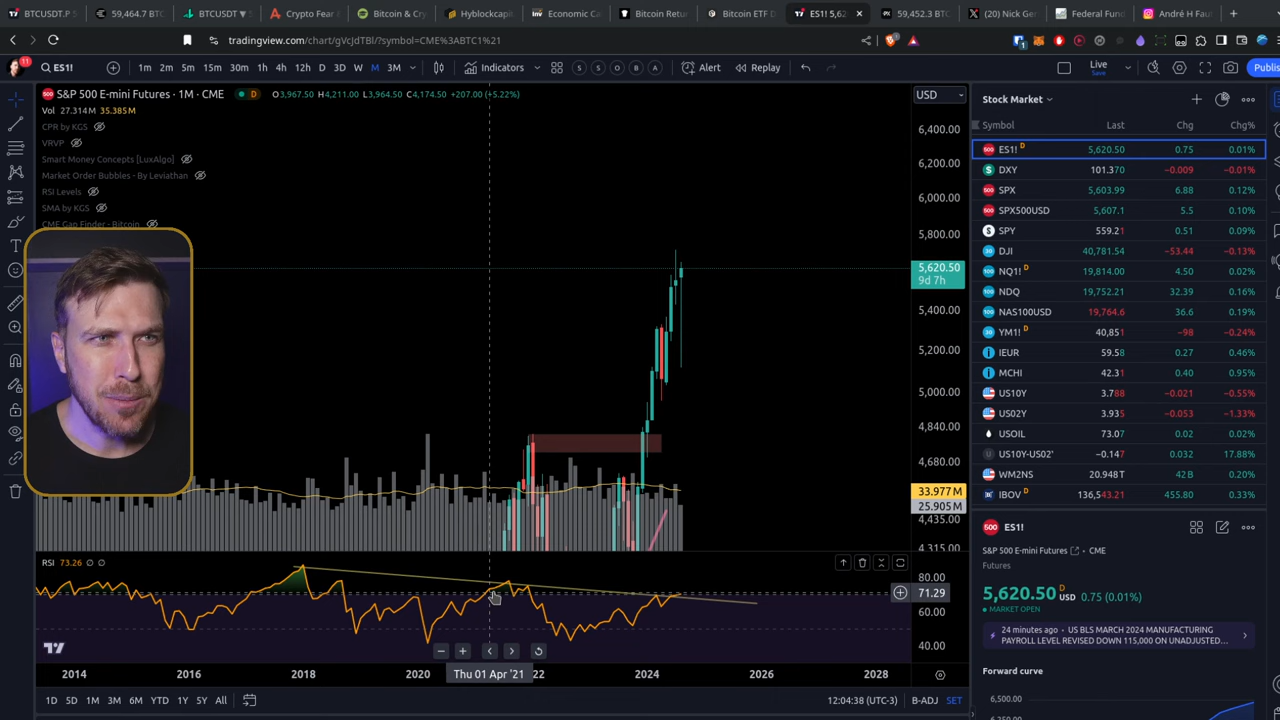 BTCUSDT.P
59,464.7 BTC
BTCUSDT ▼
Crypto Fear
Bitcoin & Cry
Hyblockcapit
Economic Ca
Bitcoin Retur
Bitcoin ETF D
ES1! 5,62
59,452.3 BTC
(20) Nick Ger
Federal Fund
André H Fau
tradingview.com/chart/gVcJdTBl/?symbol=CME%3ABTC1%21
11
ES1!
1m 2m 5m 15m 30m 1h 4h 12h D 3D W M 3M
Indicators
S S O B A
Alert
Replay
Live
Save
Publis
S&P 500 E-mini Futures · 1M · CME
D
O3,967.50 H4,211.00 L3,964.50 C4,174.50 +207.00 (+5.22%)
Vol 27.314M 35.385M
CPR by KGS
VRVP
Smart Money Concepts [LuxAlgo]
Market Order Bubbles - By Leviathan
RSI Levels
SMA by KGS
CME Gap Finder - Bitcoin
USD
6,400.00
6,200.00
6,000.00
5,800.00
5,620.50
9d 7h
5,400.00
5,200.00
5,000.00
4,840.00
4,680.00
33.977M
25.905M
4,435.00
4,315.00
RSI 73.26
80.00
71.29
60.00
40.00
2014 2016 2018 2020 Thu 01 Apr '21 22 2024 2026 2028
1D 5D 1M 3M 6M YTD 1Y 5Y All
12:04:38 (UTC-3)
B-ADJ
SET
Stock Market
Symbol Last Chg Chg%
ES1! D 5,620.50 0.75 0.01%
DXY 101.370 −0.009 −0.01%
SPX 5,603.99 6.88 0.12%
SPX500USD 5,607.1 5.5 0.10%
SPY 559.21 0.51 0.09%
DJI 40,781.54 −53.44 −0.13%
NQ1! D 19,814.00 4.50 0.02%
NDQ 19,752.21 32.39 0.16%
NAS100USD 19,764.6 36.6 0.19%
YM1! D 40,851 −98 −0.24%
IEUR 59.58 0.27 0.46%
MCHI 42.31 0.40 0.95%
US10Y 3.788 −0.021 −0.55%
US02Y 3.935 −0.053 −1.33%
USOIL 73.07 0.02 0.02%
US10Y-US02' −0.147 0.032 17.88%
WM2NS 20.948 T 42 B 0.20%
IBOV D 136,543.21 455.80 0.33%
ES1!
S&P 500 E-mini Futures · CME
Futures
5,620.50 D USD 0.75 (0.01%)
MARKET OPEN
24 minutes ago · US BLS MARCH 2024 MANUFACTURING
PAYROLL LEVEL REVISED DOWN 115,000 ON UNADJUSTED…
Forward curve
6,500.00